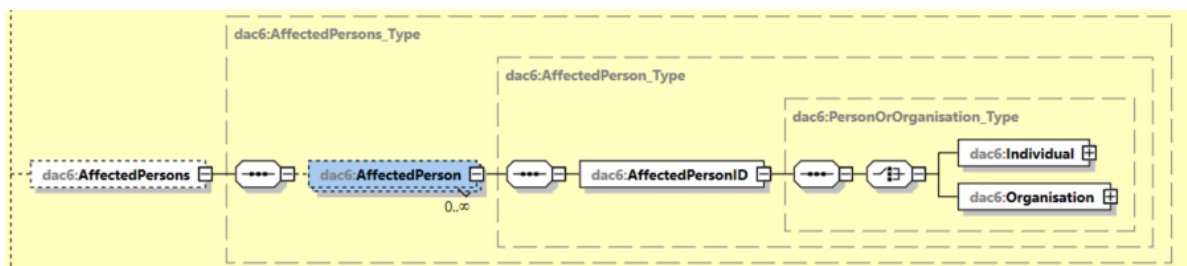 dac6:AffectedPersons_Type
dac6:AffectedPerson_Type
dac6:PersonOrOrganisation_Type
dac6:Individual
dac6:AffectedPersons
dac6:AffectedPerson
dac6:AffectedPersonID
dac6:Organisation
0..∞